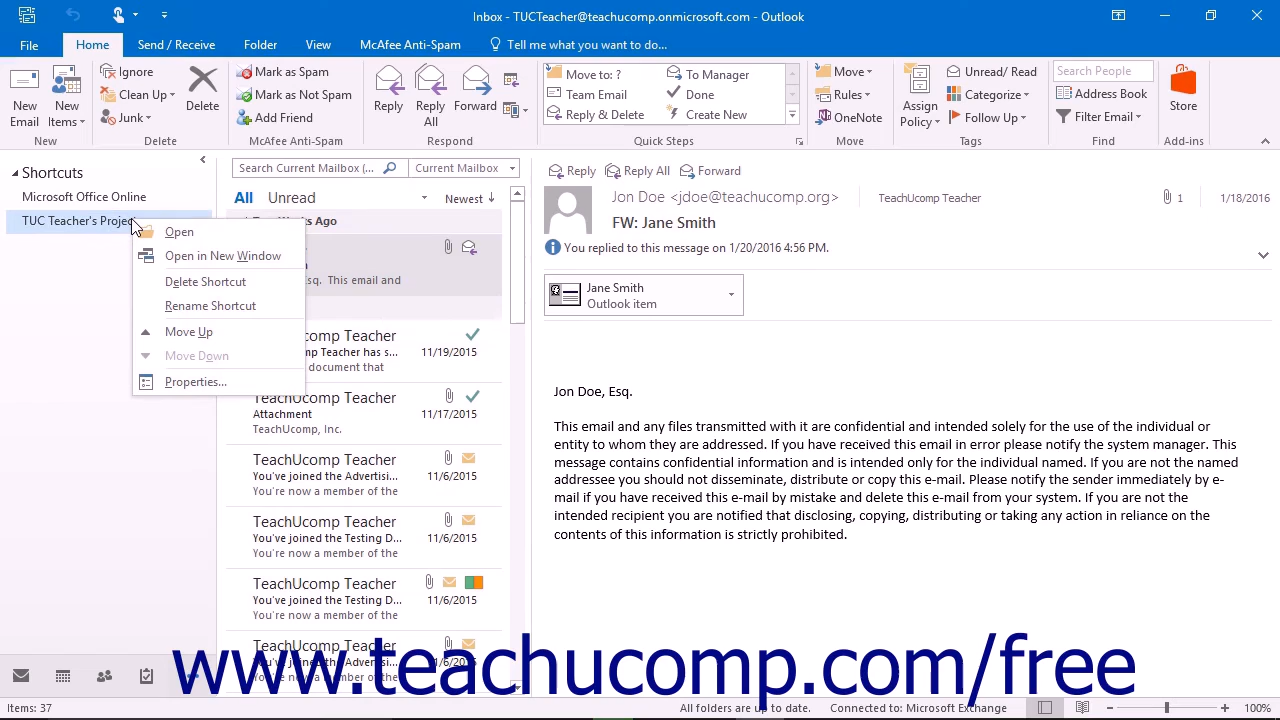 Inbox - TUCTeacher@teachucomp.onmicrosoft.com - Outlook
File Home Send / Receive Folder View McAfee Anti-Spam Tell me what you want to do...
New Email
New Items
Ignore
Clean Up
Junk
Delete
Delete
Mark as Spam
Mark as Not Spam
Add Friend
McAfee Anti-Spam
Reply
Reply All
Forward
Respond
Move to: ?
Team Email
Reply & Delete
To Manager
Done
Create New
Quick Steps
Move
Rules
OneNote
Move
Assign Policy
Unread/ Read
Categorize
Follow Up
Tags
Search People
Address Book
Filter Email
Find
Store
Add-ins
Shortcuts
Microsoft Office Online
TUC Teacher's Projec
Open
Open in New Window
Delete Shortcut
Rename Shortcut
Move Up
Move Down
Properties...
Search Current Mailbox (... Current Mailbox
All Unread Newest
ks Ago
Esq. This email and
TeachUcomp Teacher
mp Teacher has s... 11/19/2015
document that
TeachUcomp Teacher
Attachment 11/17/2015
TeachUcomp, Inc.
TeachUcomp Teacher
You've joined the Advertisi... 11/6/2015
You're now a member of the
TeachUcomp Teacher
You've joined the Testing D... 11/6/2015
You're now a member of the
TeachUcomp Teacher
You've joined the Testing D... 11/6/2015
You're now a member of the
TeachUcomp Teacher
Reply Reply All Forward
Jon Doe <jdoe@teachucomp.org> TeachUcomp Teacher 1 1/18/2016
FW: Jane Smith
You replied to this message on 1/20/2016 4:56 PM.
Jane Smith
Outlook item
Jon Doe, Esq.
This email and any files transmitted with it are confidential and intended solely for the use of the individual or
entity to whom they are addressed. If you have received this email in error please notify the system manager. This
message contains confidential information and is intended only for the individual named. If you are not the named
addressee you should not disseminate, distribute or copy this e-mail. Please notify the sender immediately by e-
mail if you have received this e-mail by mistake and delete this e-mail from your system. If you are not the
intended recipient you are notified that disclosing, copying, distributing or taking any action in reliance on the
contents of this information is strictly prohibited.
www.teachucomp.com/free
Items: 37 All folders are up to date. Connected to: Microsoft Exchange 100%